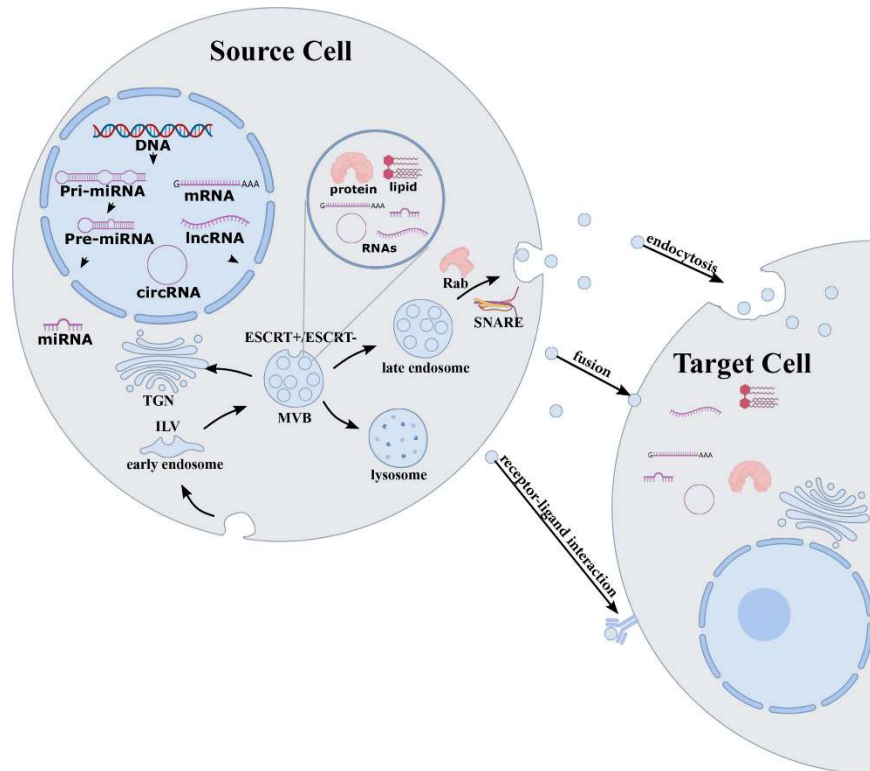 Source Cell
DNA
Pri-miRNA
G AAA
mRNA
Pre-miRNA
lncRNA
circRNA
miRNA
protein
lipid
G AAA
RNAs
Rab
SNARE
ESCRT+/ESCRT-
late endosome
TGN
MVB
ILV
early endosome
lysosome
endocytosis
fusion
receptor-ligand interaction
Target Cell
G AAA